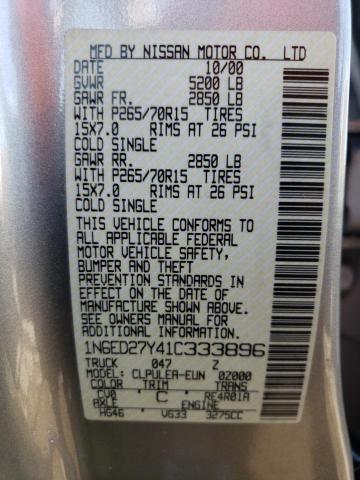 MFD BY NISSAN MOTOR CO. LTD
DATE 10/00
GVWR 5200 LB
GAWR FR. 2850 LB
WITH P265/70R15 TIRES
15X7.0 RIMS AT 26 PSI
COLD SINGLE
GAWR RR. 2850 LB
WITH P265/70R15 TIRES
15X7.0 RIMS AT 26 PSI
COLD SINGLE
THIS VEHICLE CONFORMS TO
ALL APPLICABLE FEDERAL
MOTOR VEHICLE SAFETY,
BUMPER AND THEFT
PREVENTION STANDARDS IN
EFFECT ON THE DATE OF
MANUFACTURE SHOWN ABOVE.
SEE OWNERS MANUAL FOR
ADDITIONAL INFORMATION
1N6ED27Y41C333896
TRUCK 047 Z
MODEL CLPULEA-EUN 02000
COLOR TRIM TRANS
CV0 C RE4R01A
AXLE ENGINE
HG46 VG33 3275CC